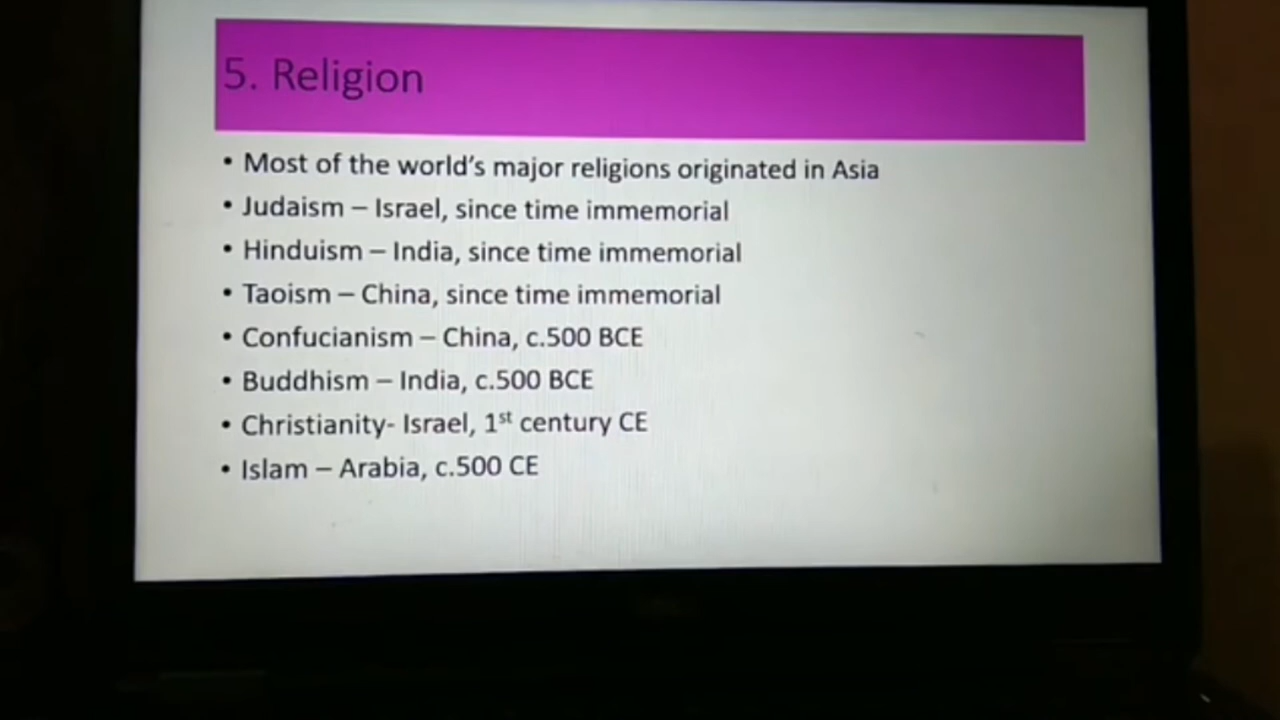 5. Religion
• Most of the world's major religions originated in Asia
• Judaism – Israel, since time immemorial
• Hinduism – India, since time immemorial
• Taoism – China, since time immemorial
• Confucianism – China, c.500 BCE
• Buddhism – India, c.500 BCE
• Christianity- Israel, 1st century CE
• Islam – Arabia, c.500 CE